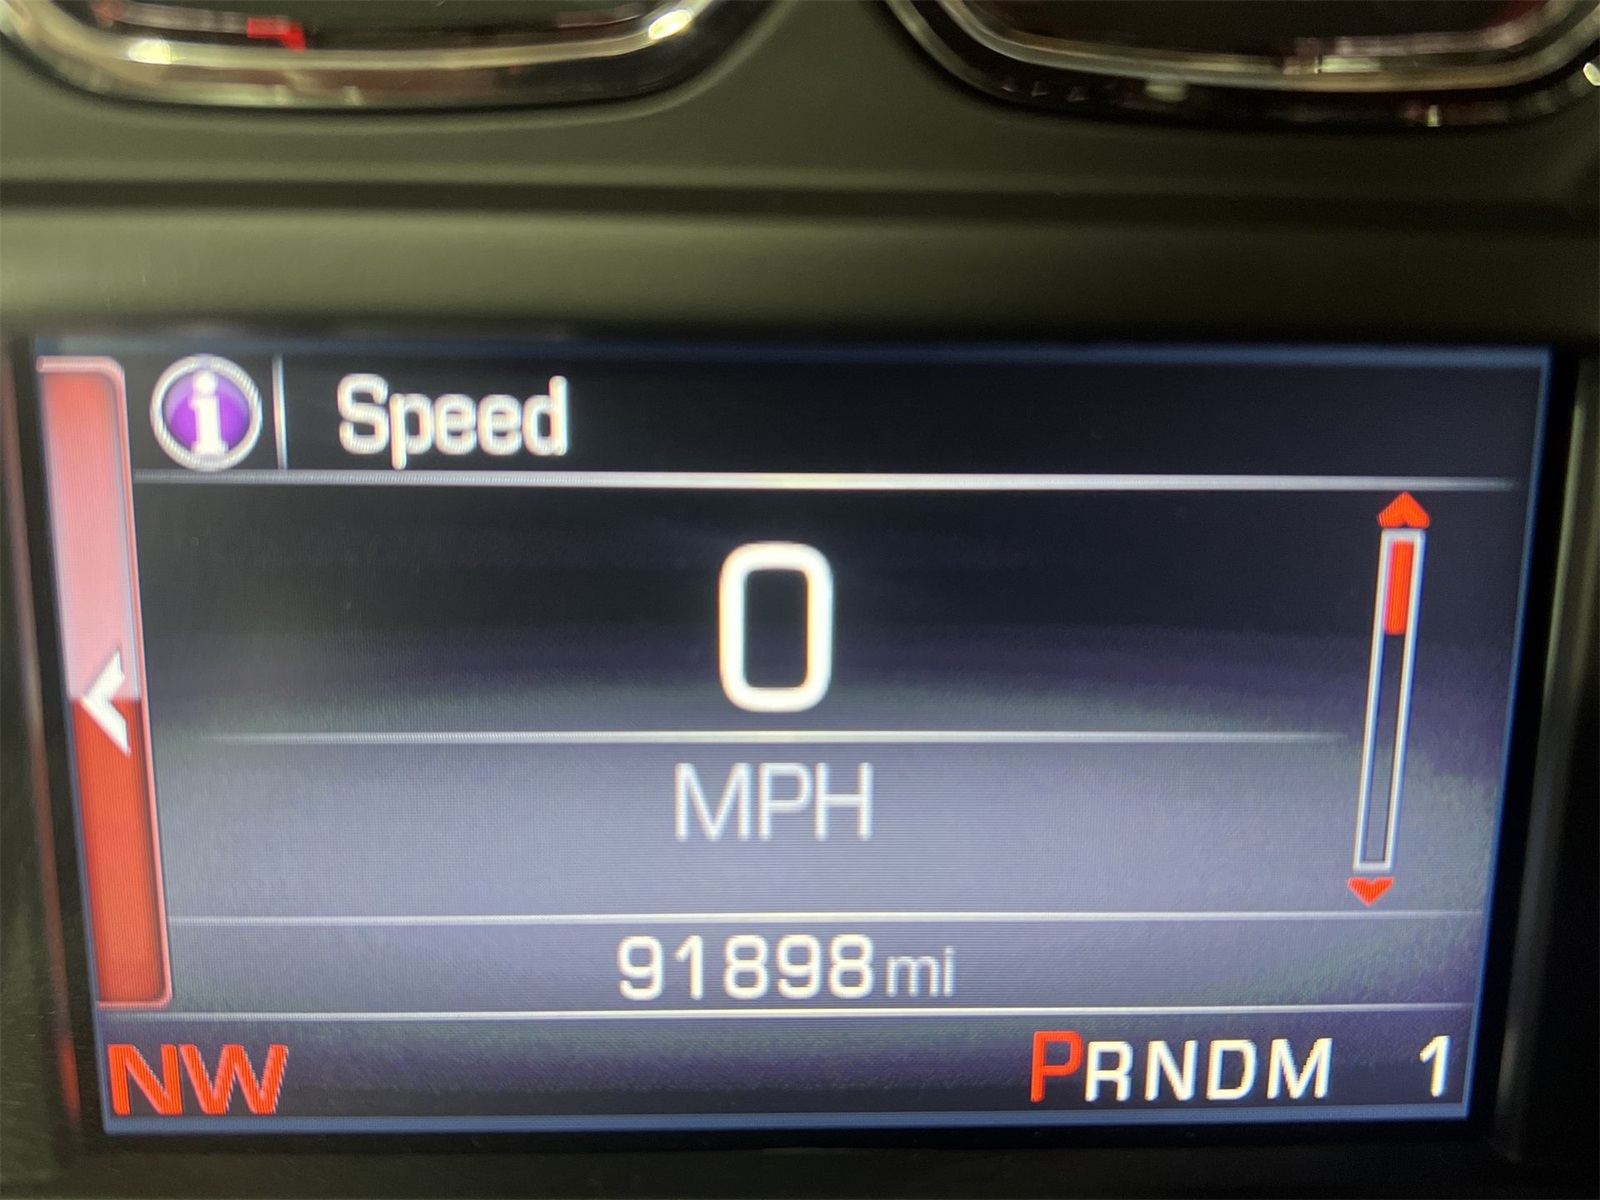 i Speed
0
MPH
91898 mi
NW PRNDM 1